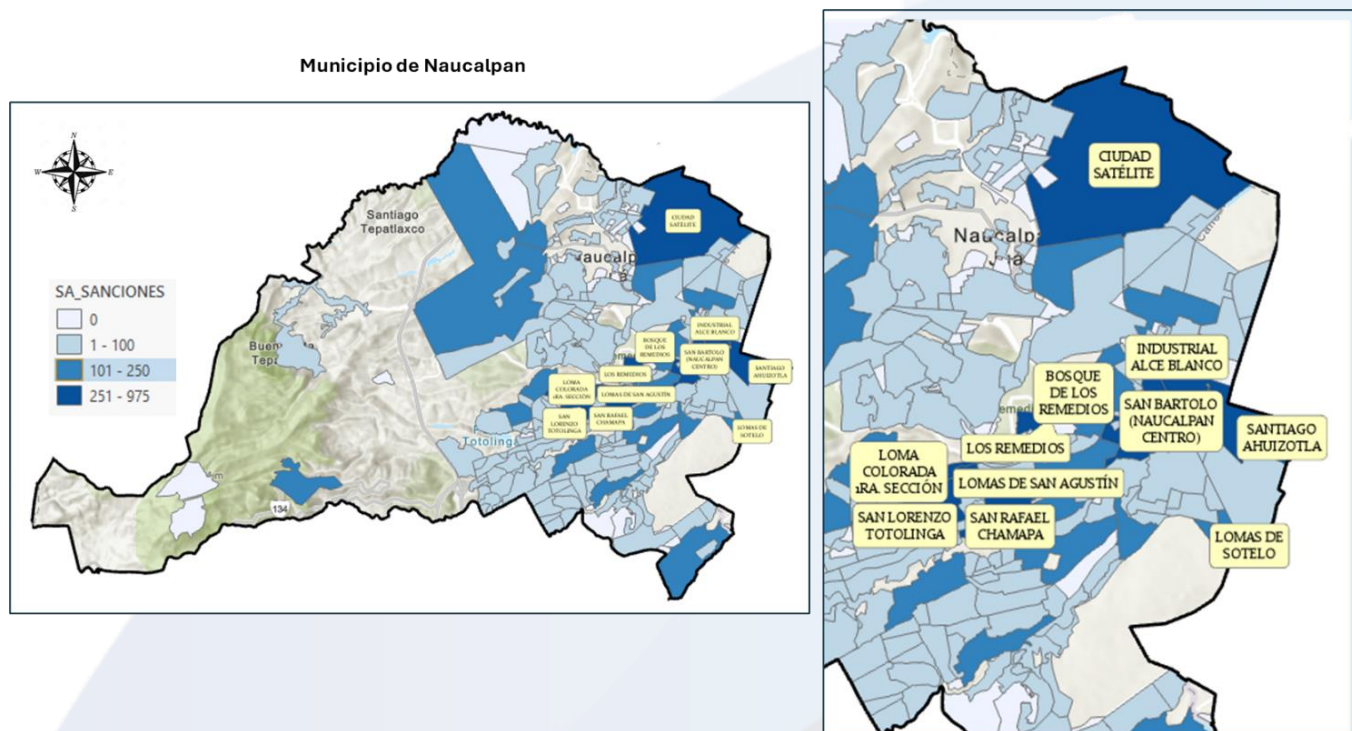 Municipio de Naucalpan
N
W
E
S
Santiago
Tepatlaxco
SA_SANCIONES
0
1 - 100
101 - 250
251 - 975
134
Totolinga
CIUDAD
SATÉLITE
INDUSTRIAL
ALCE BLANCO
BOSQUE
DE LOS
REMEDIOS
SAN BARTOLO
(NAUCALPAN
CENTRO)
SANTIAGO
AHUIZOTLA
LOS REMEDIOS
LOMA
COLORADA
1RA. SECCIÓN
LOMAS DE SAN AGUSTÍN
SAN
LORENZO
TOTOLINGA
SAN RAFAEL
CHAMAPA
LOMAS DE
SOTELO
CIUDAD
SATÉLITE
INDUSTRIAL
ALCE BLANCO
BOSQUE
DE LOS
REMEDIOS
SAN BARTOLO
(NAUCALPAN
CENTRO)
SANTIAGO
AHUIZOTLA
LOS REMEDIOS
LOMA
COLORADA
1RA. SECCIÓN
LOMAS DE SAN AGUSTÍN
SAN LORENZO
TOTOLINGA
SAN RAFAEL
CHAMAPA
LOMAS DE
SOTELO